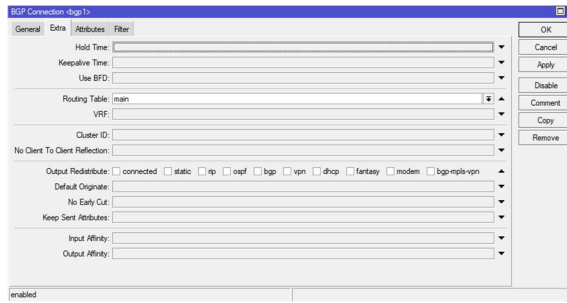 BGP Connection <bgp1>
General Extra Attributes Filter
Hold Time:
Keepalive Time:
Use BFD:
Routing Table: main
VRF:
Cluster ID:
No Client To Client Reflection:
Output Redistribute: connected static rip ospf bgp vpn dhcp fantasy modem bgp-mpls-vpn
Default Originate:
No Early Cut:
Keep Sent Attributes:
Input Affinity:
Output Affinity:
OK
Cancel
Apply
Disable
Comment
Copy
Remove
enabled